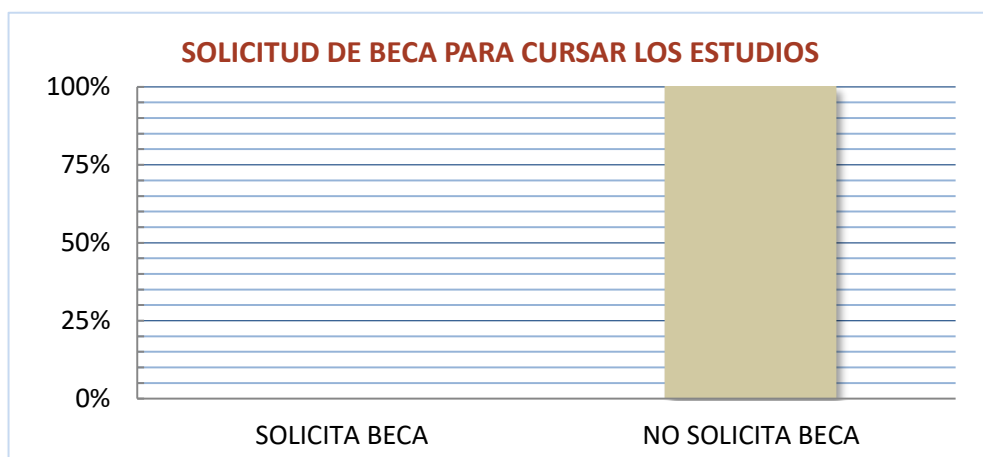 SOLICITUD DE BECA PARA CURSAR LOS ESTUDIOS
100%
75%
50%
25%
0%
SOLICITA BECA
NO SOLICITA BECA